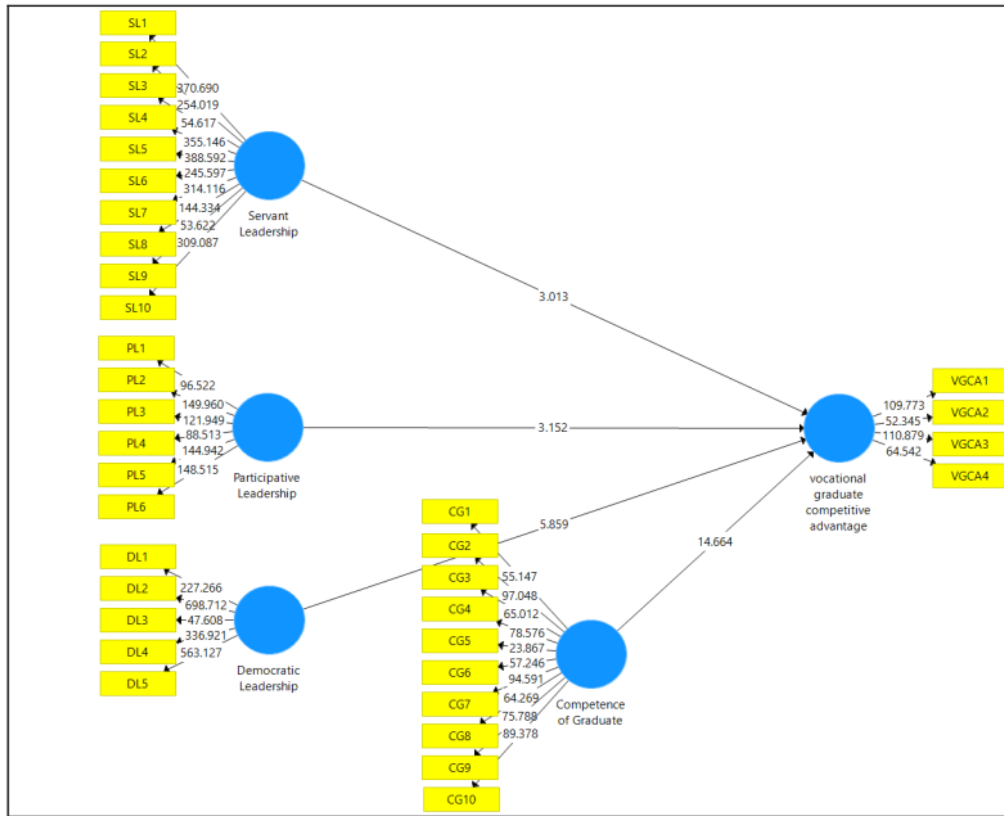 SL1
SL2
SL3
SL4
SL5
SL6
SL7
SL8
SL9
SL10
370.690
254.019
54.617
355.146
388.592
245.597
314.116
144.334
53.622
309.087
Servant
Leadership
3.013
PL1
PL2
PL3
PL4
PL5
PL6
96.522
149.960
121.949
88.513
144.942
148.515
Participative
Leadership
3.152
DL1
DL2
DL3
DL4
DL5
227.266
698.712
47.608
336.921
563.127
Democratic
Leadership
5.859
CG1
CG2
CG3
CG4
CG5
CG6
CG7
CG8
CG9
CG10
55.147
97.048
65.012
78.576
23.867
57.246
94.591
64.269
75.788
89.378
Competence
of Graduate
14.664
vocational
graduate
competitive
advantage
109.773
52.345
110.879
64.542
VGCA1
VGCA2
VGCA3
VGCA4